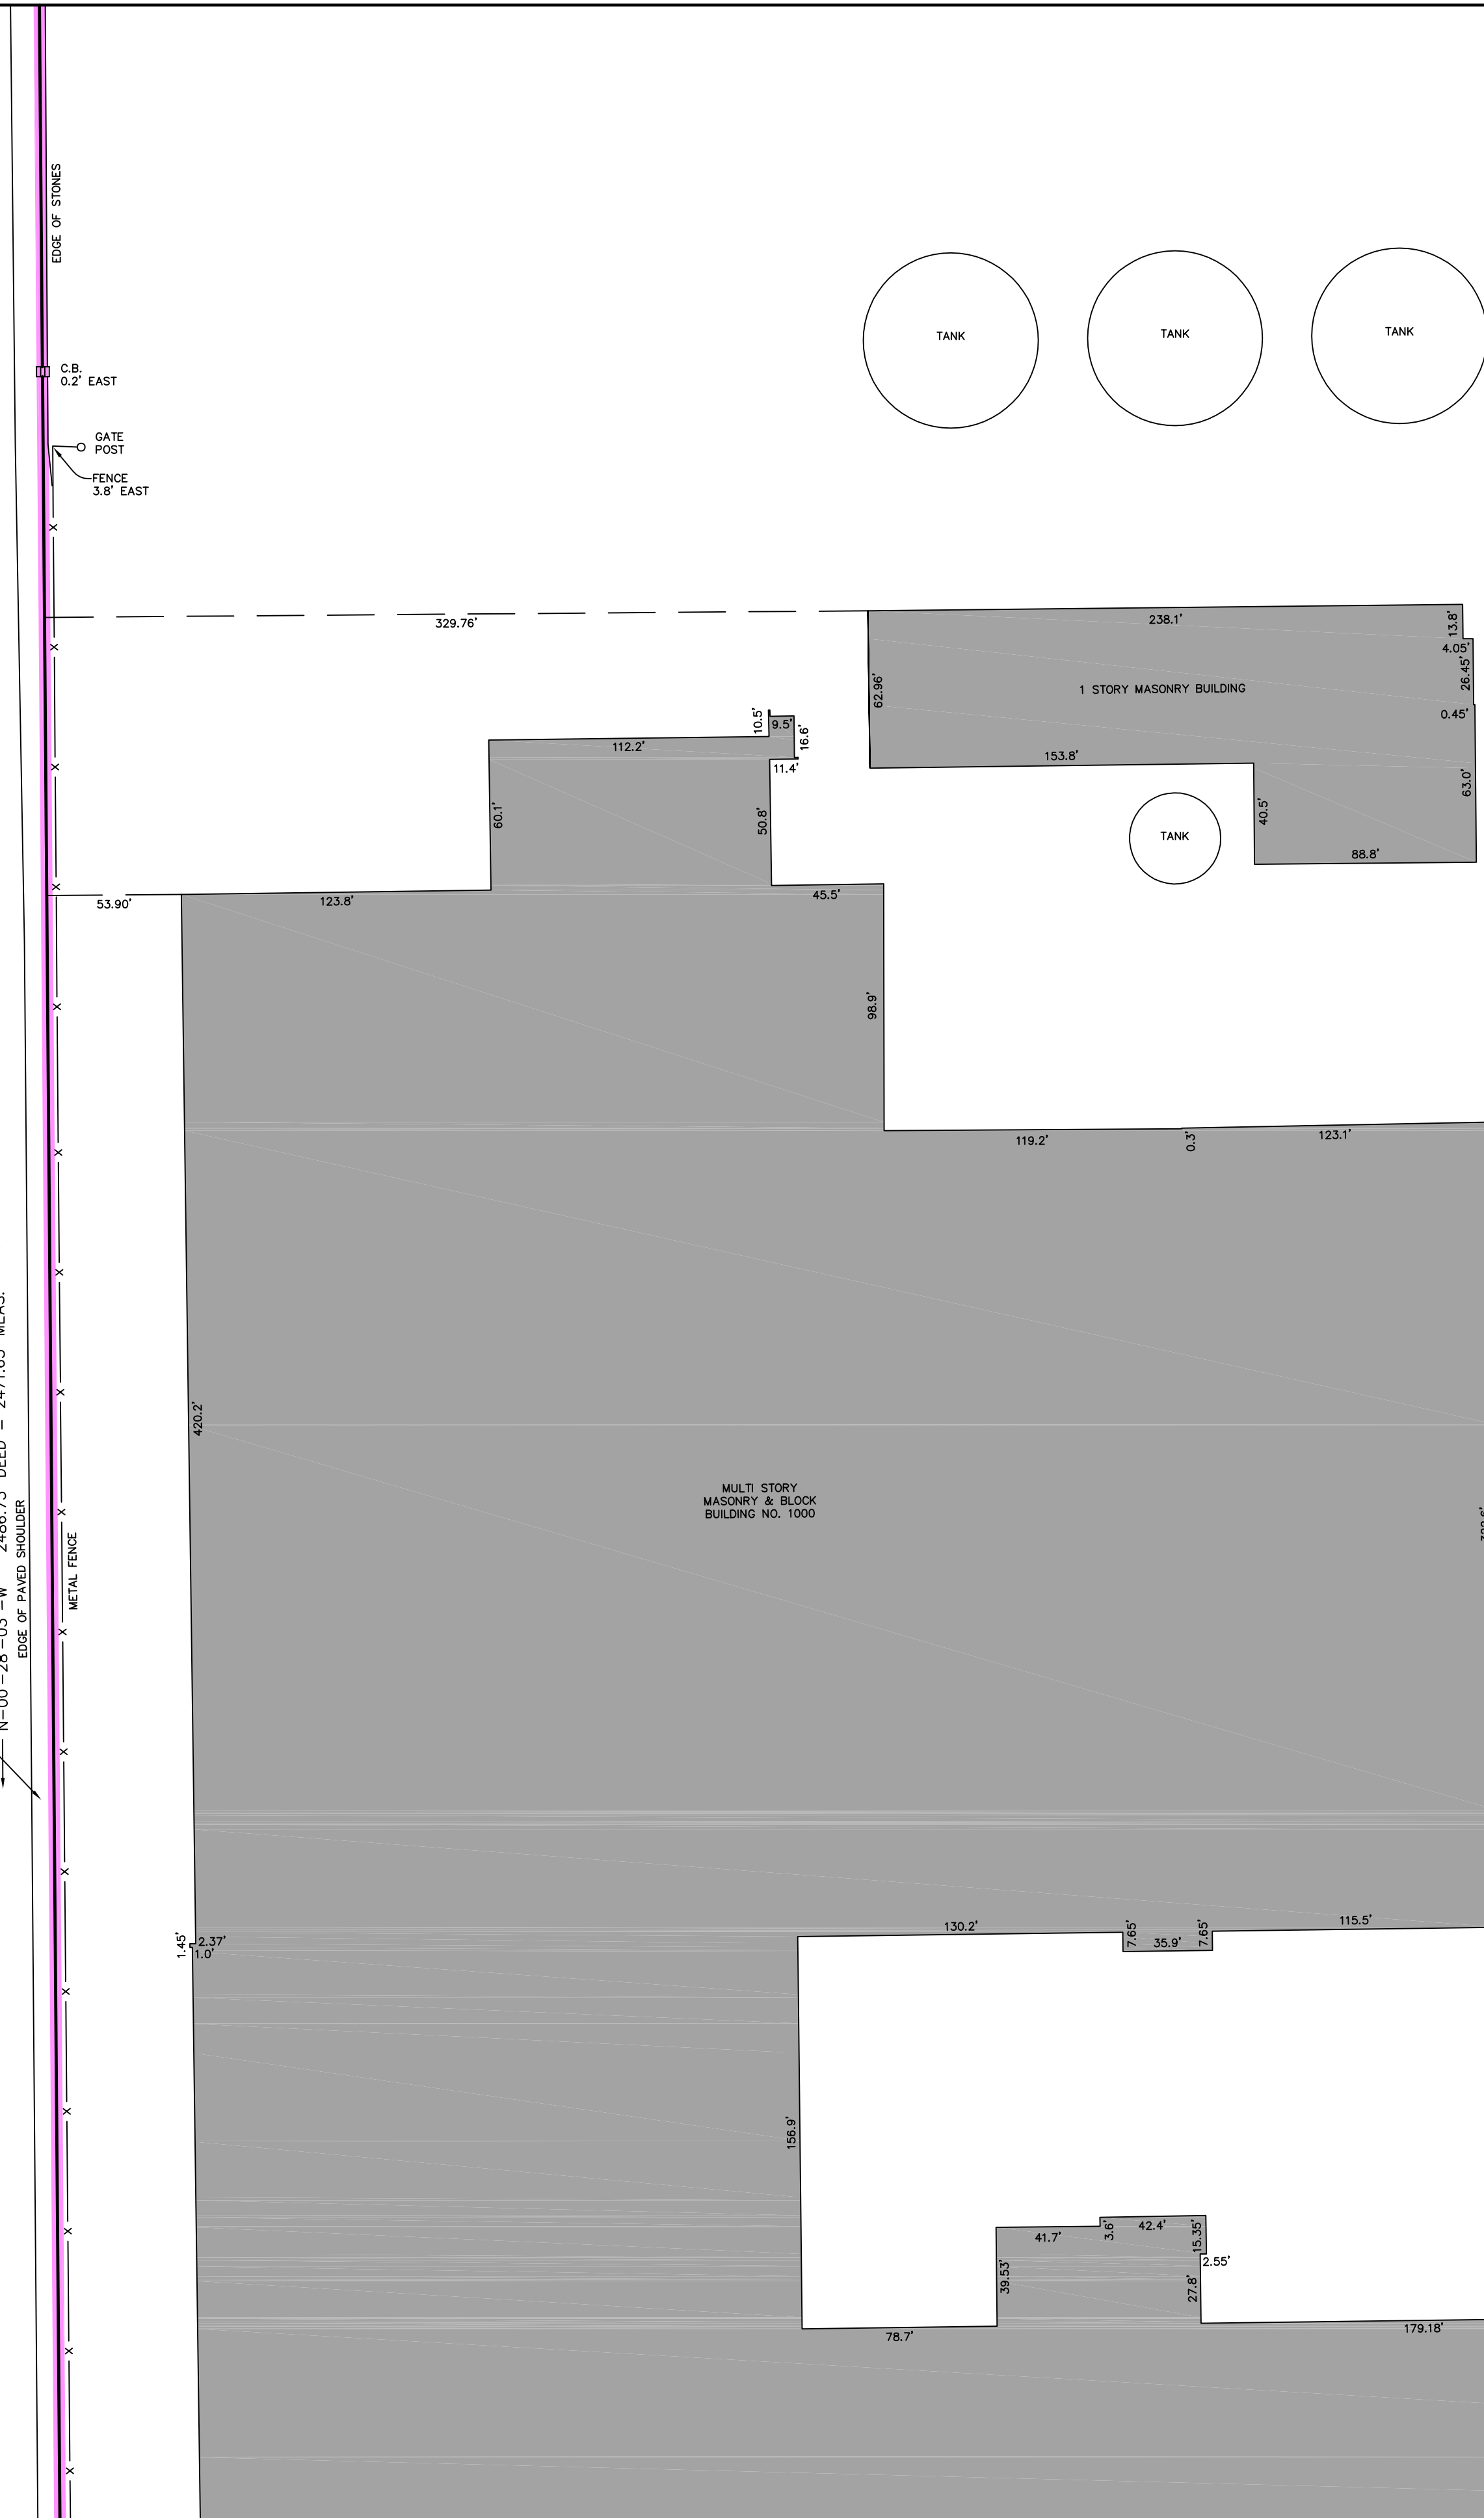 EDGE OF STONES
TANK
TANK
TANK
C.B.
0.2' EAST
GATE
POST
FENCE
3.8' EAST
329.76'
238.1'
13.8'
4.05'
26.45'
0.45'
62.96'
1 STORY MASONRY BUILDING
10.5'
9.5'
16.6'
112.2'
11.4'
153.8'
63.0'
60.1'
50.8'
40.5'
TANK
88.8'
53.90'
123.8'
45.5'
98.9'
119.2'
0.3'
123.1'
420.2'
MULTI STORY
MASONRY & BLOCK
BUILDING NO. 1000
EDGE OF PAVED SHOULDER
METAL FENCE
1.45'
2.37'
1.0'
130.2'
7.65'
35.9'
7.65'
115.5'
156.9'
41.7'
3.6'
42.4'
15.35'
2.55'
39.53'
27.8'
78.7'
179.18'